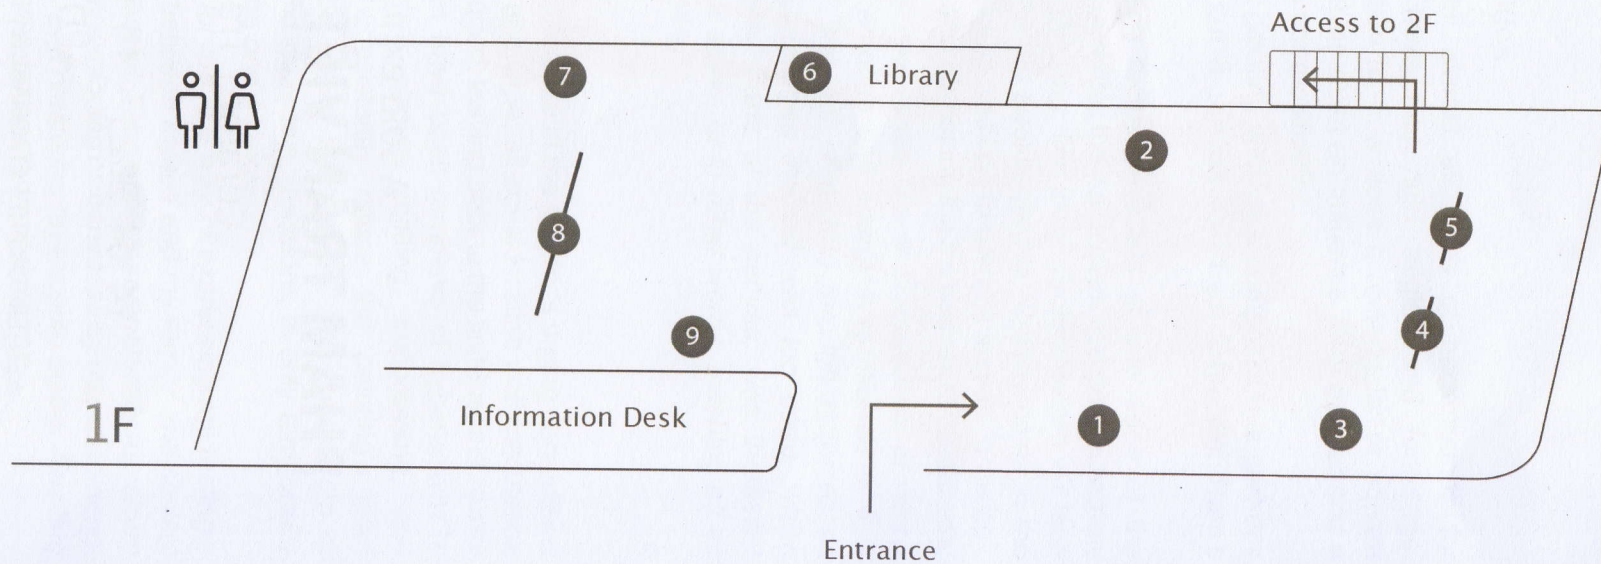 Access to 2F
7
6 Library
2
8
5
4
9
1F
Information Desk
1
3
Entrance